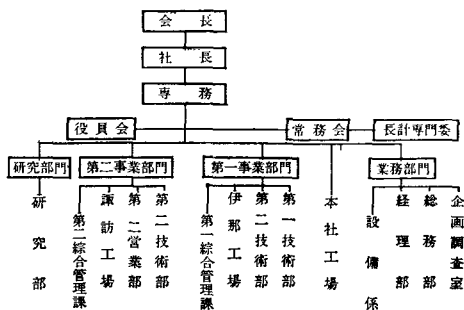 会長
社長
専務
役員会
常務会
長計専門委
研究部門
第二事業部門
第一事業部門
業務部門
研究部
第二綜合管理課
諏訪工場
第二営業部
第二技術部
第一綜合管理課
伊那工場
第二技術部
第一技術部
本社工場
設備係
経理部
総務部
企画調査室